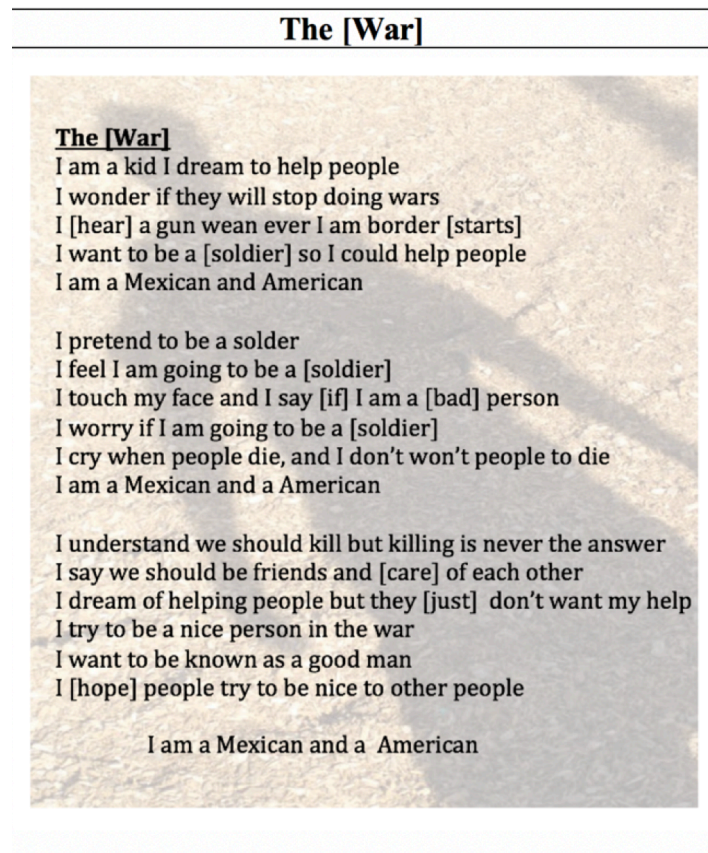 The [War]
The [War]
I am a kid I dream to help people
I wonder if they will stop doing wars
I [hear] a gun wean ever I am border [starts]
I want to be a [soldier] so I could help people
I am a Mexican and American
I pretend to be a solder
I feel I am going to be a [soldier]
I touch my face and I say [if] I am a [bad] person
I worry if I am going to be a [soldier]
I cry when people die, and I don’t won’t people to die
I am a Mexican and a American
I understand we should kill but killing is never the answer
I say we should be friends and [care] of each other
I dream of helping people but they [just] don’t want my help
I try to be a nice person in the war
I want to be known as a good man
I [hope] people try to be nice to other people
I am a Mexican and a American